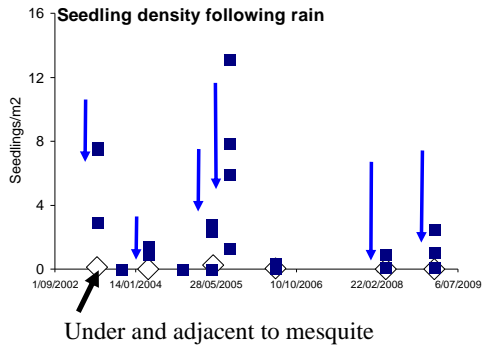 Seedling density following rain
16
12
8
4
0
Seedlings/m2
1/09/2002 14/01/2004 28/05/2005 10/10/2006 22/02/2008 6/07/2009
Under and adjacent to mesquite